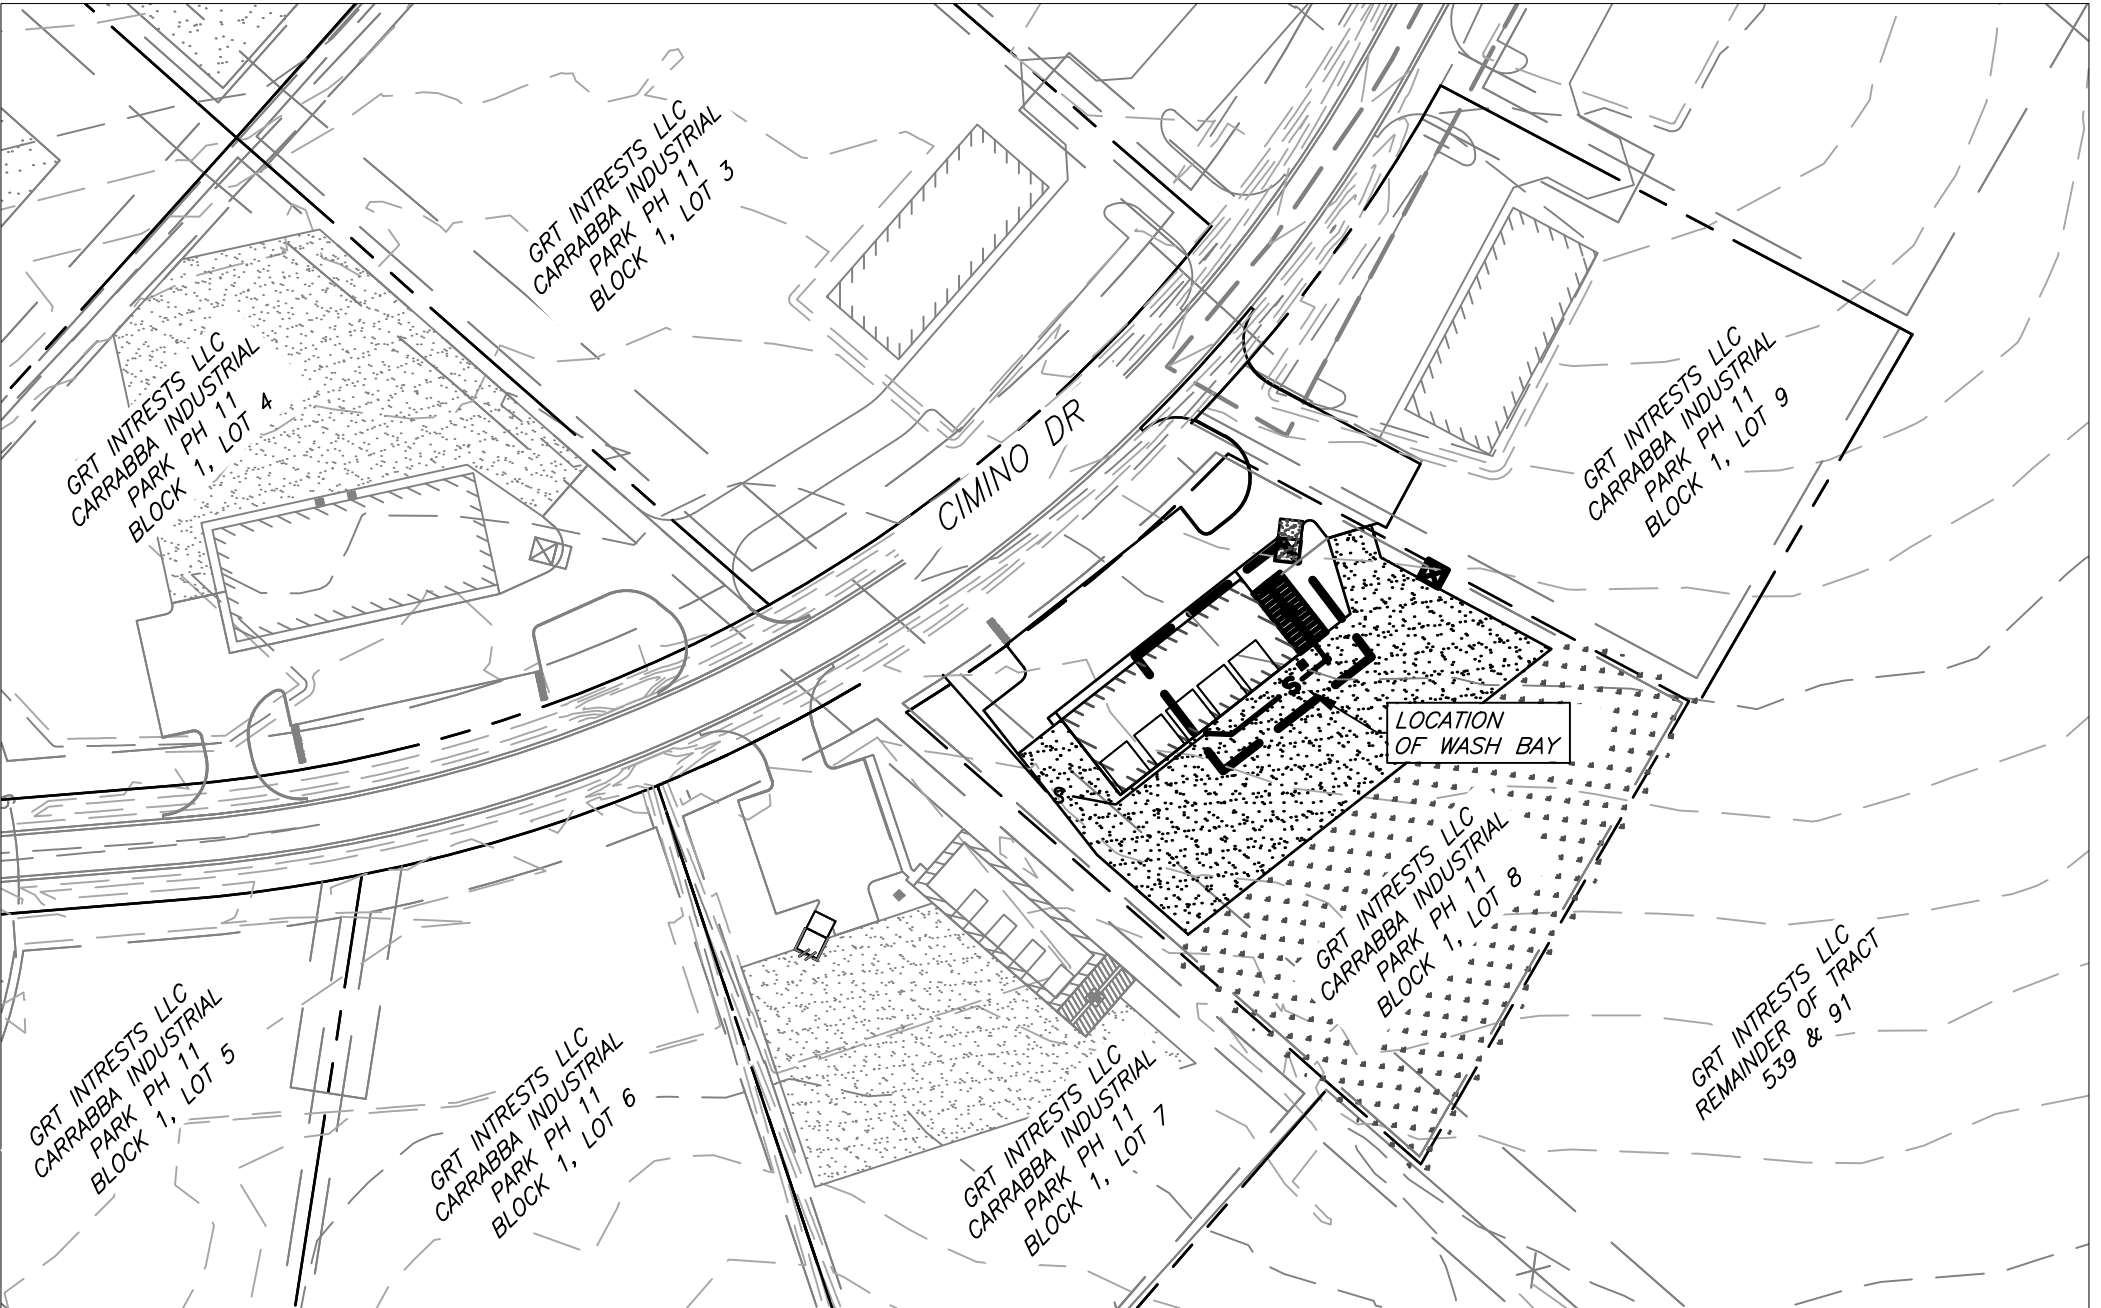 GRT INTRESTS LLC
CARRABBA INDUSTRIAL
PARK PH 11
BLOCK 1, LOT 3
GRT INTRESTS LLC
CARRABBA INDUSTRIAL
PARK PH 11
BLOCK 1, LOT 4
CIMINO DR
GRT INTRESTS LLC
CARRABBA INDUSTRIAL
PARK PH 11
BLOCK 1, LOT 9
S
LOCATION
OF WASH BAY
S
GRT INTRESTS LLC
CARRABBA INDUSTRIAL
PARK PH 11
BLOCK 1, LOT 8
GRT INTRESTS LLC
REMAINDER OF TRACT
539 & 91
GRT INTRESTS LLC
CARRABBA INDUSTRIAL
PARK PH 11
BLOCK 1, LOT 5
GRT INTRESTS LLC
CARRABBA INDUSTRIAL
PARK PH 11
BLOCK 1, LOT 6
GRT INTRESTS LLC
CARRABBA INDUSTRIAL
PARK PH 11
BLOCK 1, LOT 7